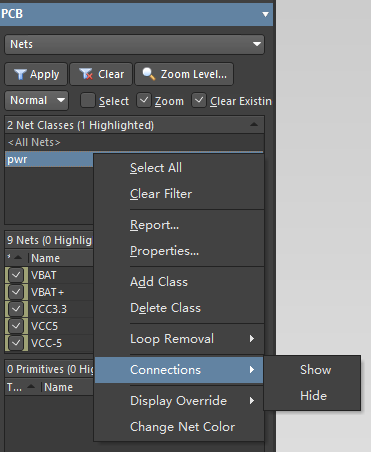 PCB
Nets
Apply Clear Zoom Level...
Normal Select Zoom Clear Existin
2 Net Classes (1 Highlighted)
<All Nets>
pwr
Select All
Clear Filter
Report...
Properties...
Add Class
Delete Class
Loop Removal
Connections
Display Override
Change Net Color
Show
Hide
9 Nets (0 Highlig
* Name
VBAT
VBAT+
VCC3.3
VCC5
VCC-5
0 Primitives (0 Hig
T... Name